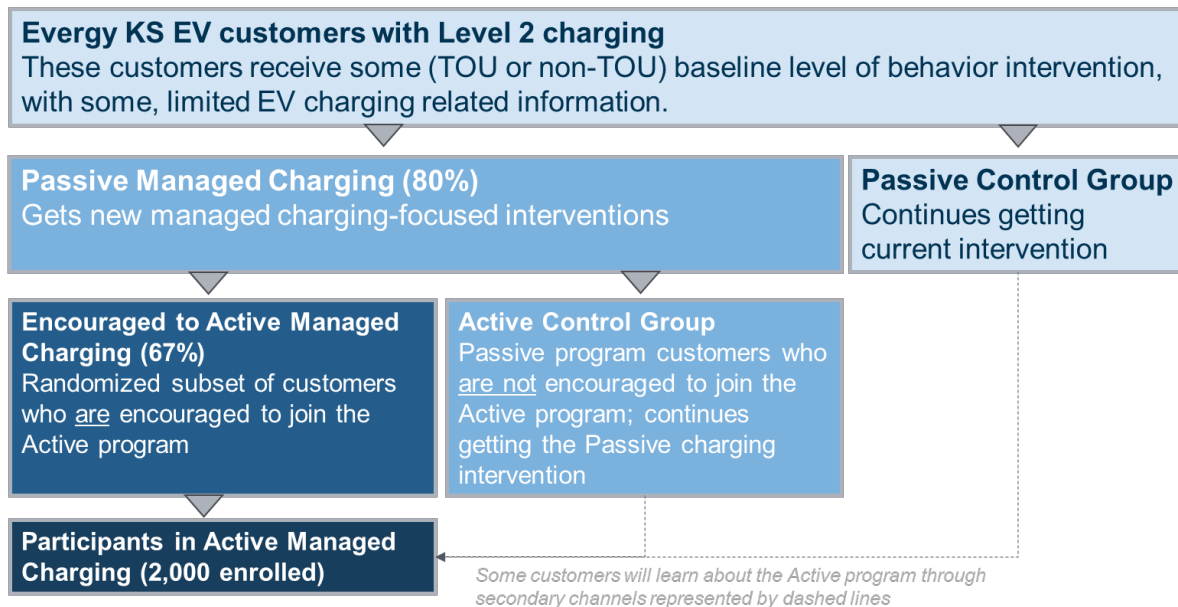 Evergy KS EV customers with Level 2 charging
These customers receive some (TOU or non-TOU) baseline level of behavior intervention,
with some, limited EV charging related information.
Passive Managed Charging (80%)
Gets new managed charging-focused interventions
Passive Control Group
Continues getting
current intervention
Encouraged to Active Managed
Charging (67%)
Randomized subset of customers
who are encouraged to join the
Active program
Active Control Group
Passive program customers who
are not encouraged to join the
Active program; continues
getting the Passive charging
intervention
Participants in Active Managed
Charging (2,000 enrolled)
Some customers will learn about the Active program through
secondary channels represented by dashed lines